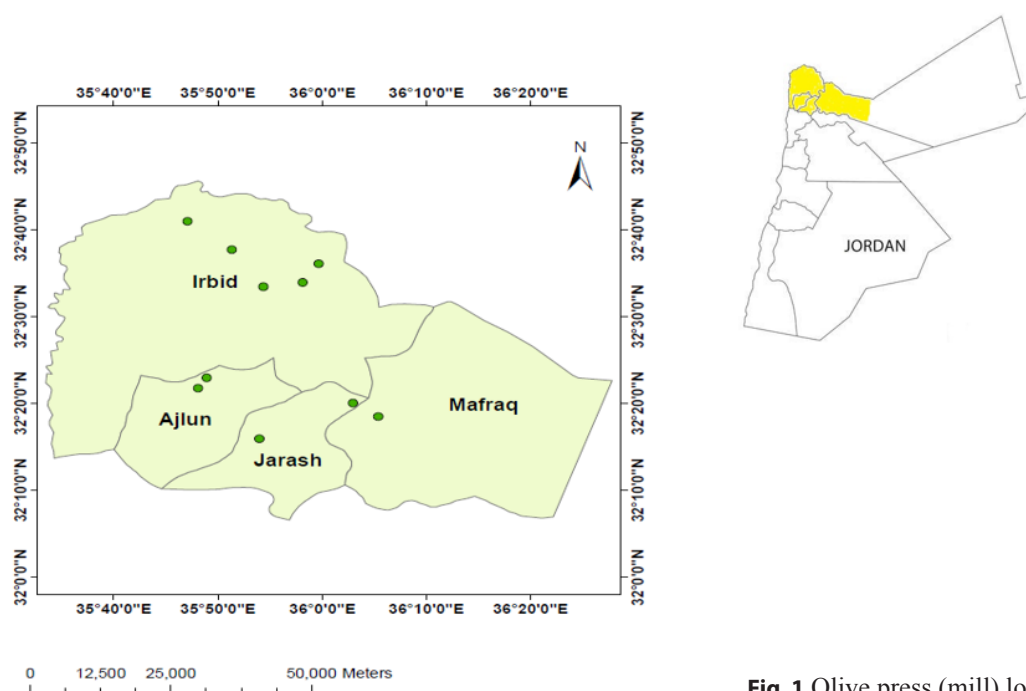 35°40'0"E 35°50'0"E 36°0'0"E 36°10'0"E 36°20'0"E
32°50'0"N 32°50'0"N
N
32°40'0"N 32°40'0"N
Irbid
32°30'0"N 32°30'0"N
32°20'0"N 32°20'0"N
Mafraq
Ajlun
Jarash
32°10'0"N 32°10'0"N
32°0'0"N 32°0'0"N
35°40'0"E 35°50'0"E 36°0'0"E 36°10'0"E 36°20'0"E
0 12,500 25,000 50,000 Meters
JORDAN
Fig. 1 Olive press (mill)